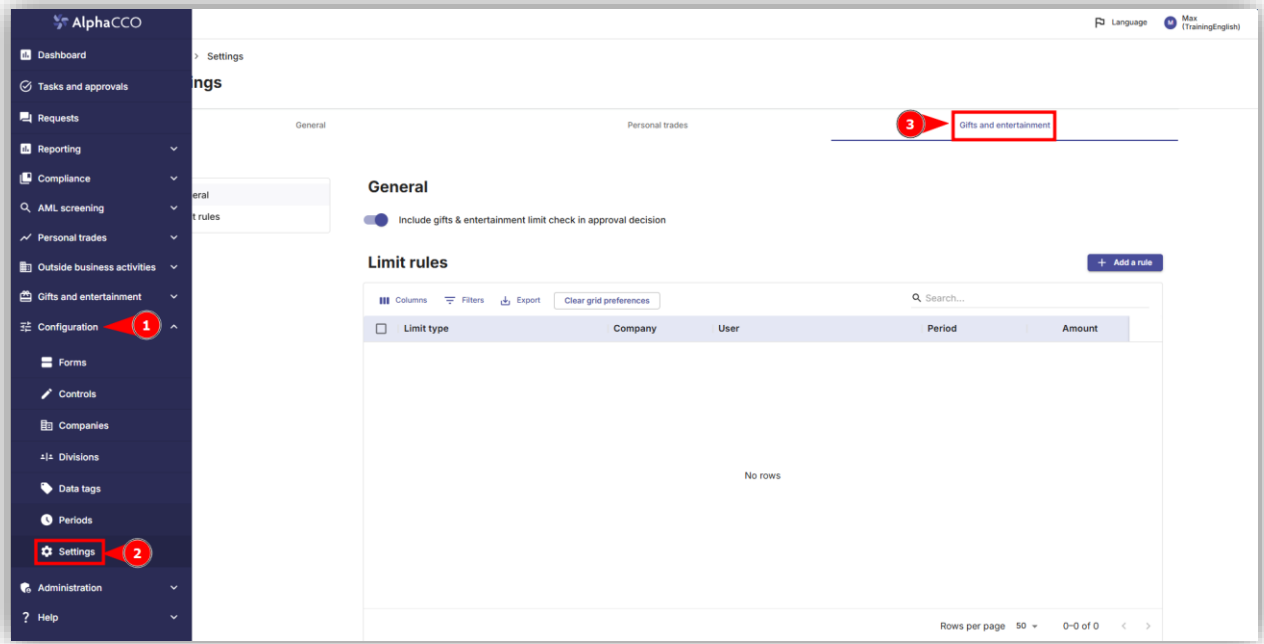 AlphaCCO
Language
M
Max
(TrainingEnglish)
Dashboard
Tasks and approvals
Requests
Reporting
Compliance
AML screening
Personal trades
Outside business activities
Gifts and entertainment
Configuration
1
Forms
Controls
Companies
Divisions
Data tags
Periods
Settings
2
Administration
? Help
> Settings
ings
General
Personal trades
3
Gifts and entertainment
eral
t rules
General
Include gifts & entertainment limit check in approval decision
Limit rules
+ Add a rule
Columns
Filters
Export
Clear grid preferences
Search...
Limit type
Company
User
Period
Amount
No rows
Rows per page 50
0-0 of 0
< >